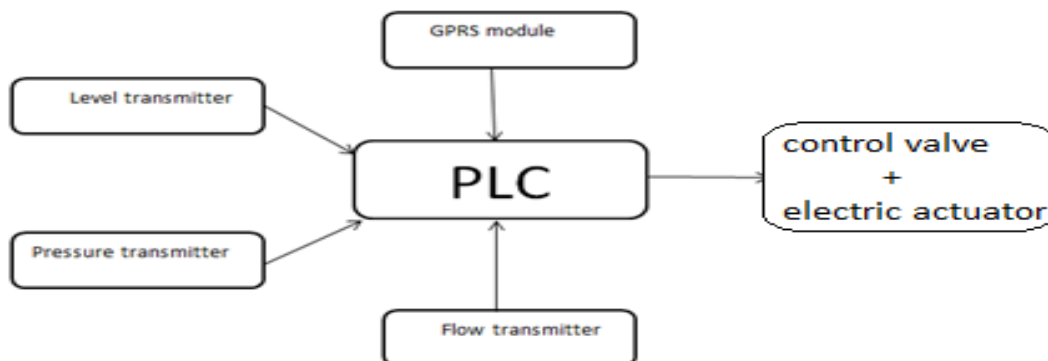 GPRS module
Level transmitter
PLC
control valve
+
electric actuator
Pressure transmitter
Flow transmitter